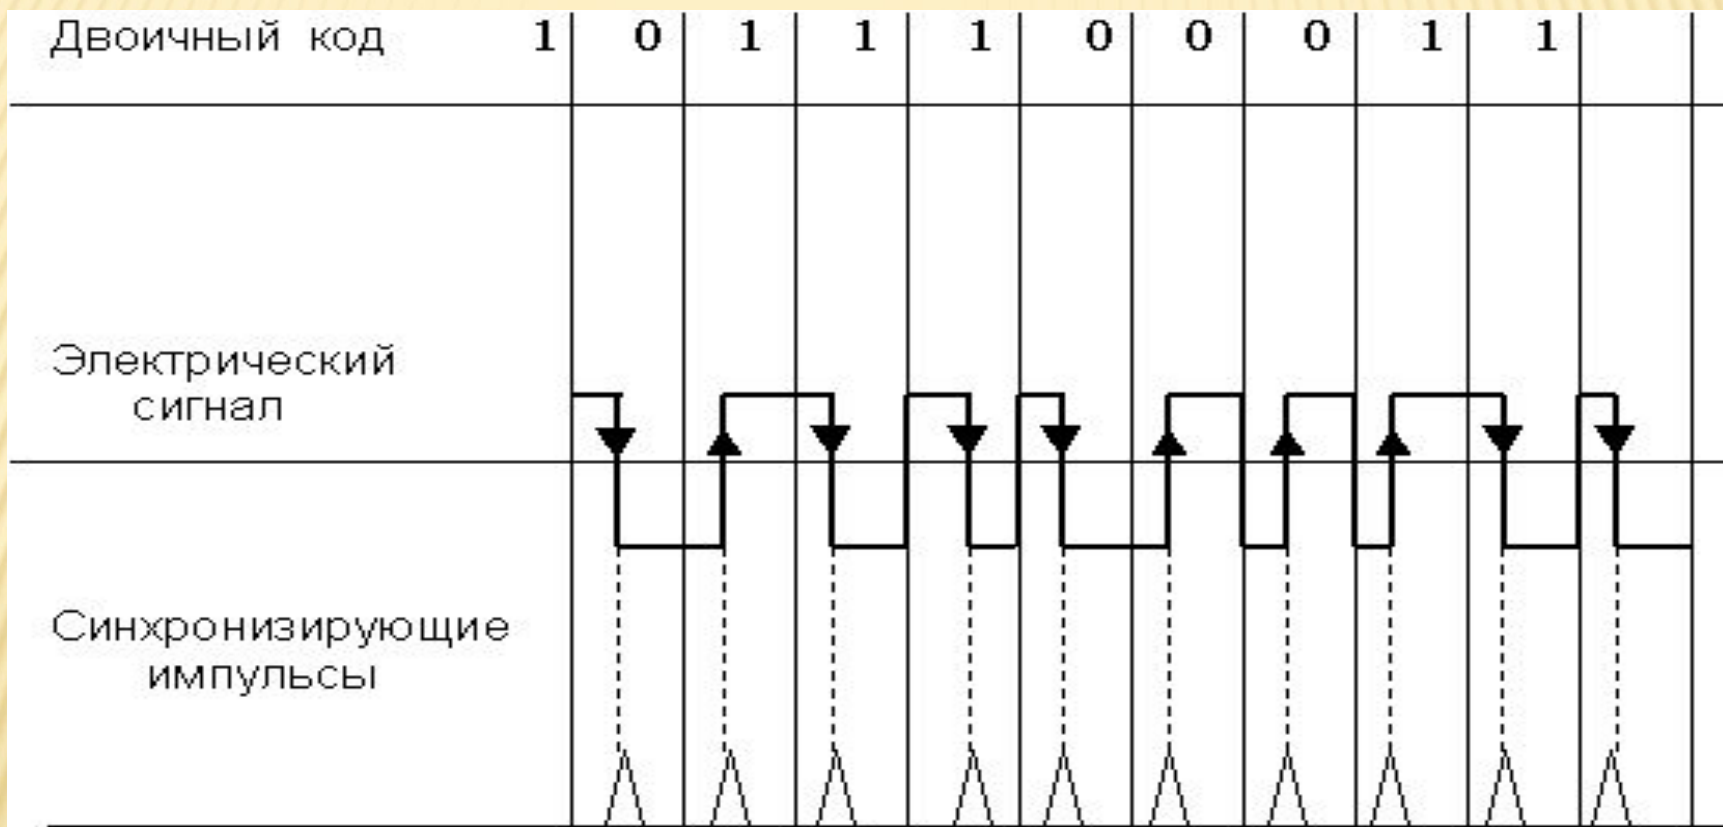 Двоичный код 1 0 1 1 1 0 0 0 1 1
Электрический
сигнал
Синхронизирующие
импульсы